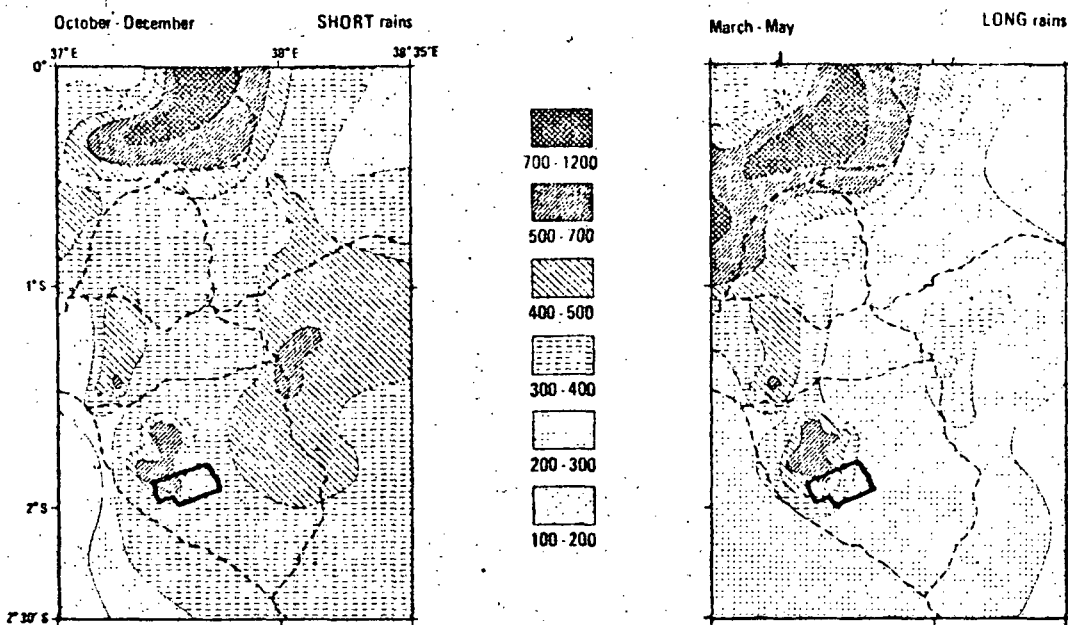 October - December SHORT rains
37°E 38°E 38°35'E
0°
1°S
2°S
2°30'S
700 - 1200
500 - 700
400 - 500
300 - 400
200 - 300
100 - 200
March - May LONG rains